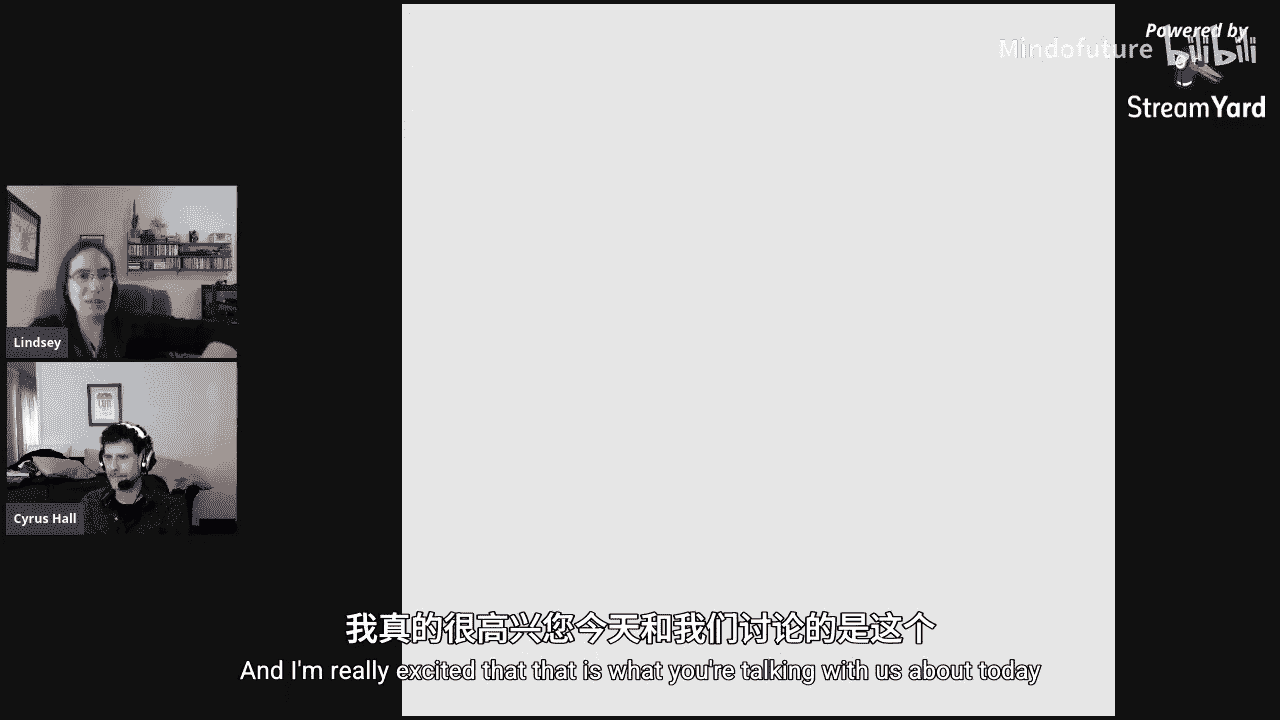 Powered by
Mindofuture bilibili
StreamYard
Lindsey
Cyrus Hall
我真的很高兴您今天和我们讨论的是这个
And I'm really excited that that is what you're talking with us about today